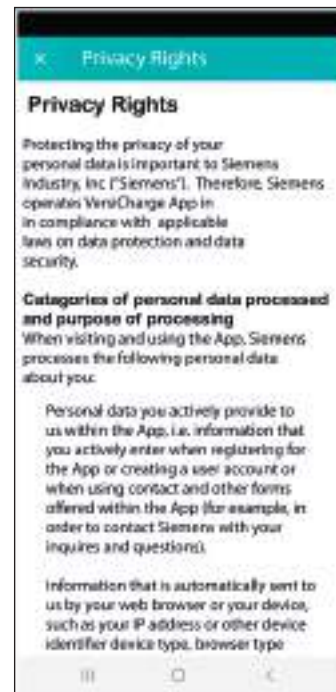 × Privacy Rights
Privacy Rights
Protecting the privacy of your
personal data is important to Siemens
Industry, Inc ("Siemens"). Therefore, Siemens
operates VersiCharge App in
in compliance with applicable
laws on data protection and data
security.
Catagories of personal data processed
and purpose of processing
When visiting and using the App, Siemens
processes the following personal data
about you:
Personal data you actively provide to
us within the App, i.e. information that
you actively enter when registering for
the App or creating a user account or
when using contact and other forms
offered within the App (for example, in
order to contact Siemens with your
inquires and questions).
Information that is automatically sent to
us by your web browser or your device,
such as your IP address or other device
identifier device type, browser type